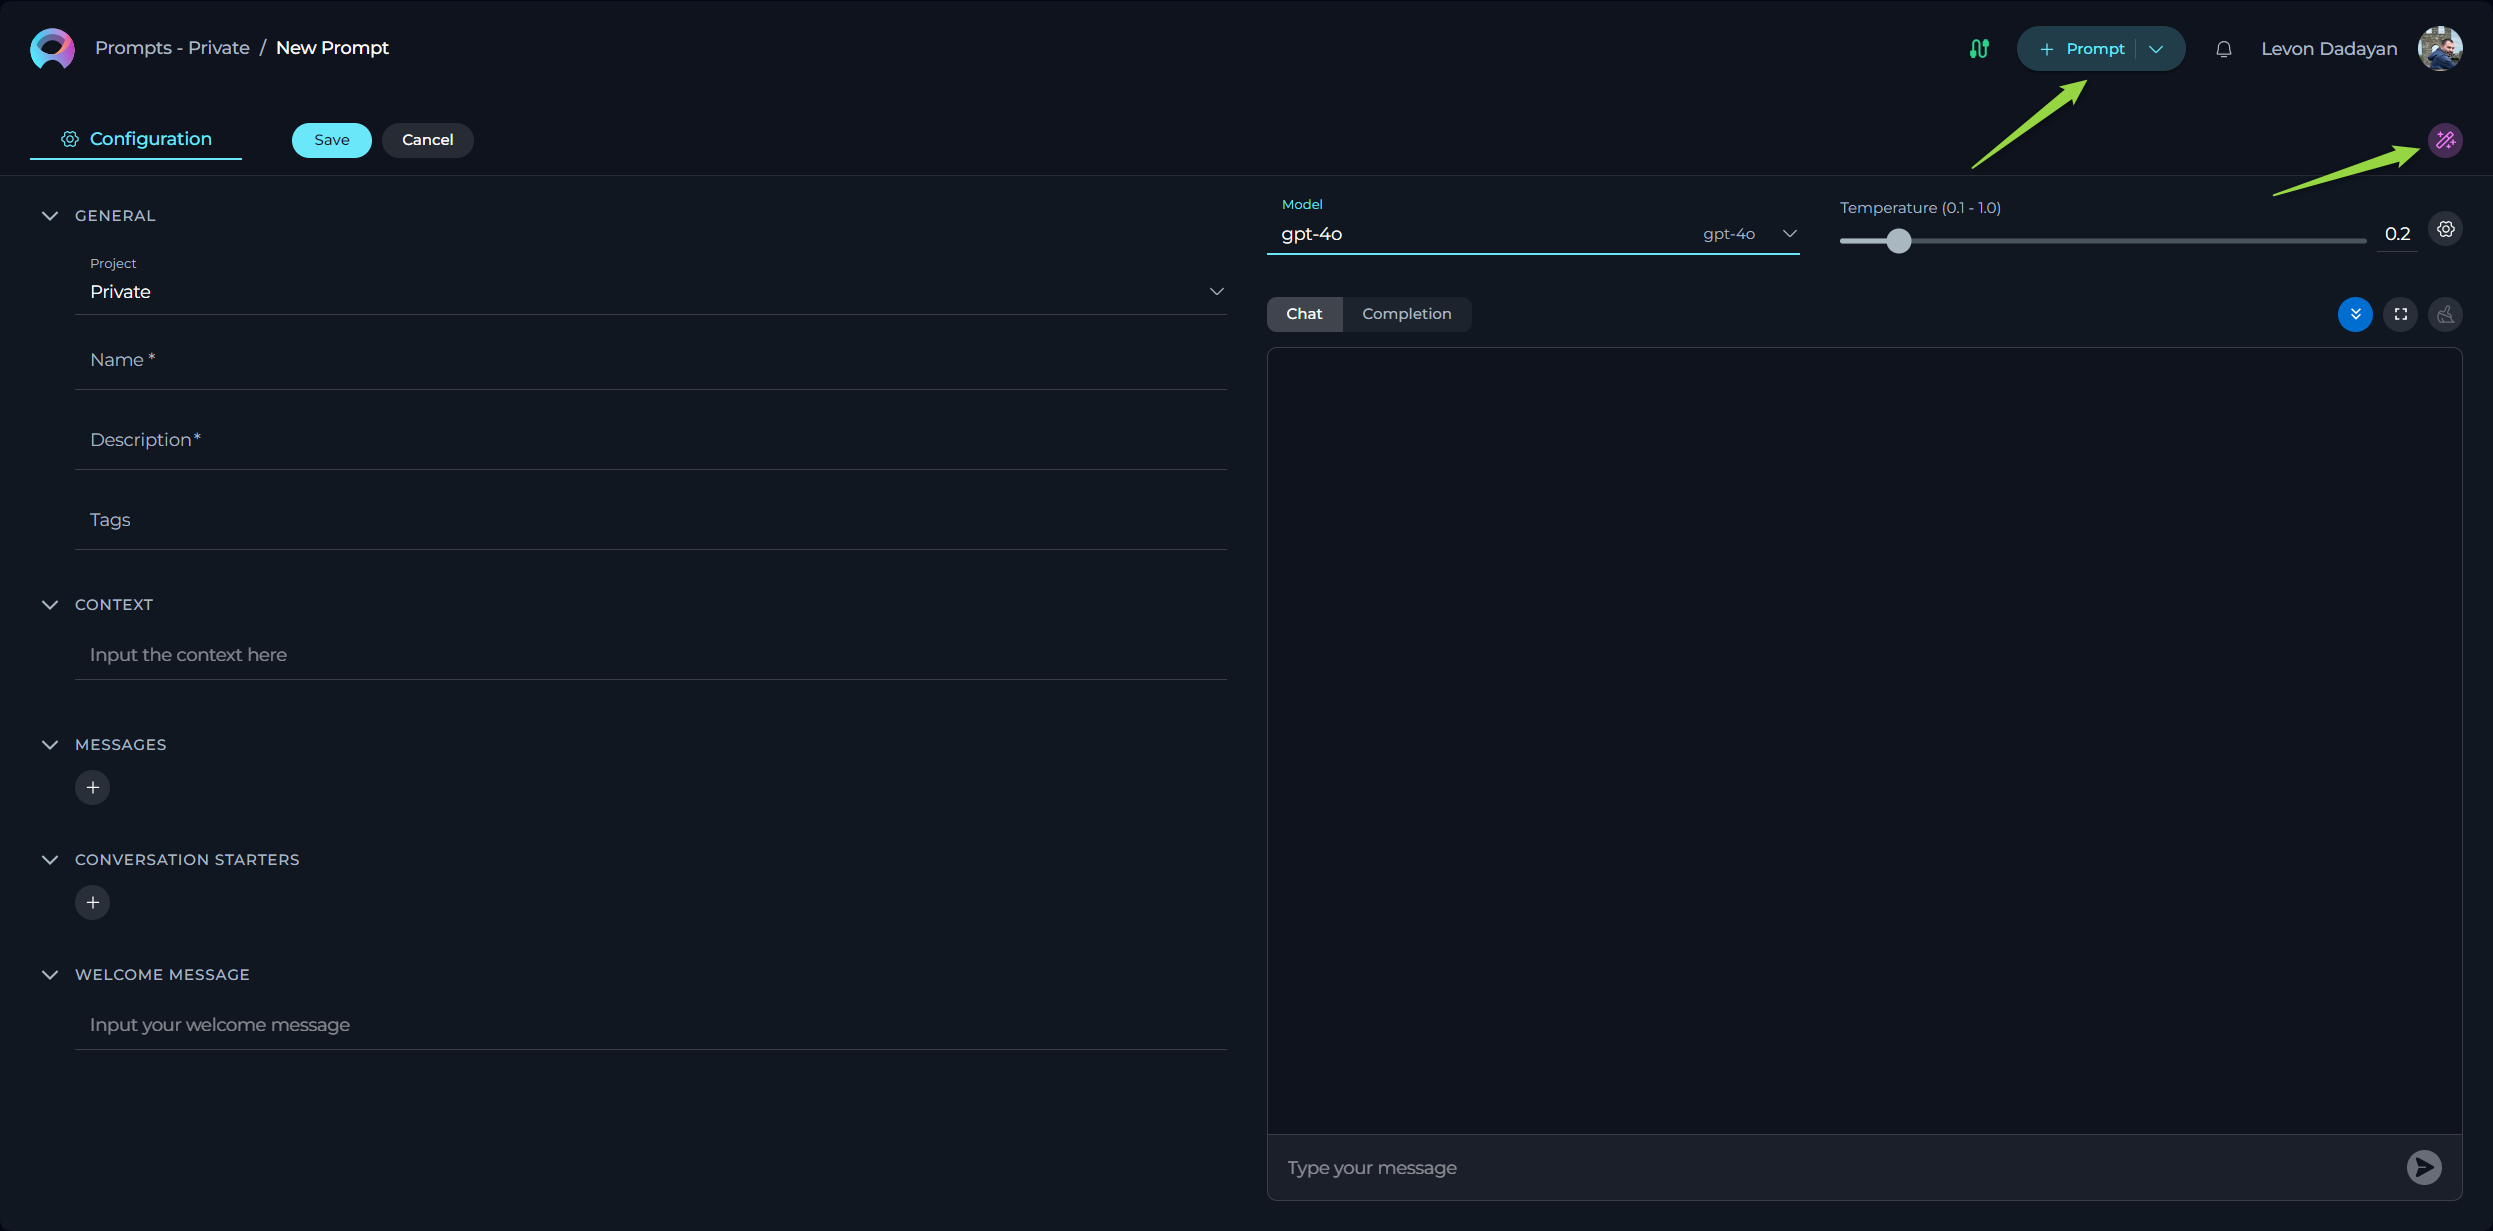 Prompts - Private / New Prompt
+ Prompt
Levon Dadayan
Configuration
Save
Cancel
GENERAL
Project
Private
Name *
Description *
Tags
CONTEXT
Input the context here
MESSAGES
CONVERSATION STARTERS
WELCOME MESSAGE
Input your welcome message
Model
gpt-4o gpt-4o
Temperature (0.1 - 1.0)
0.2
Chat
Completion
Type your message